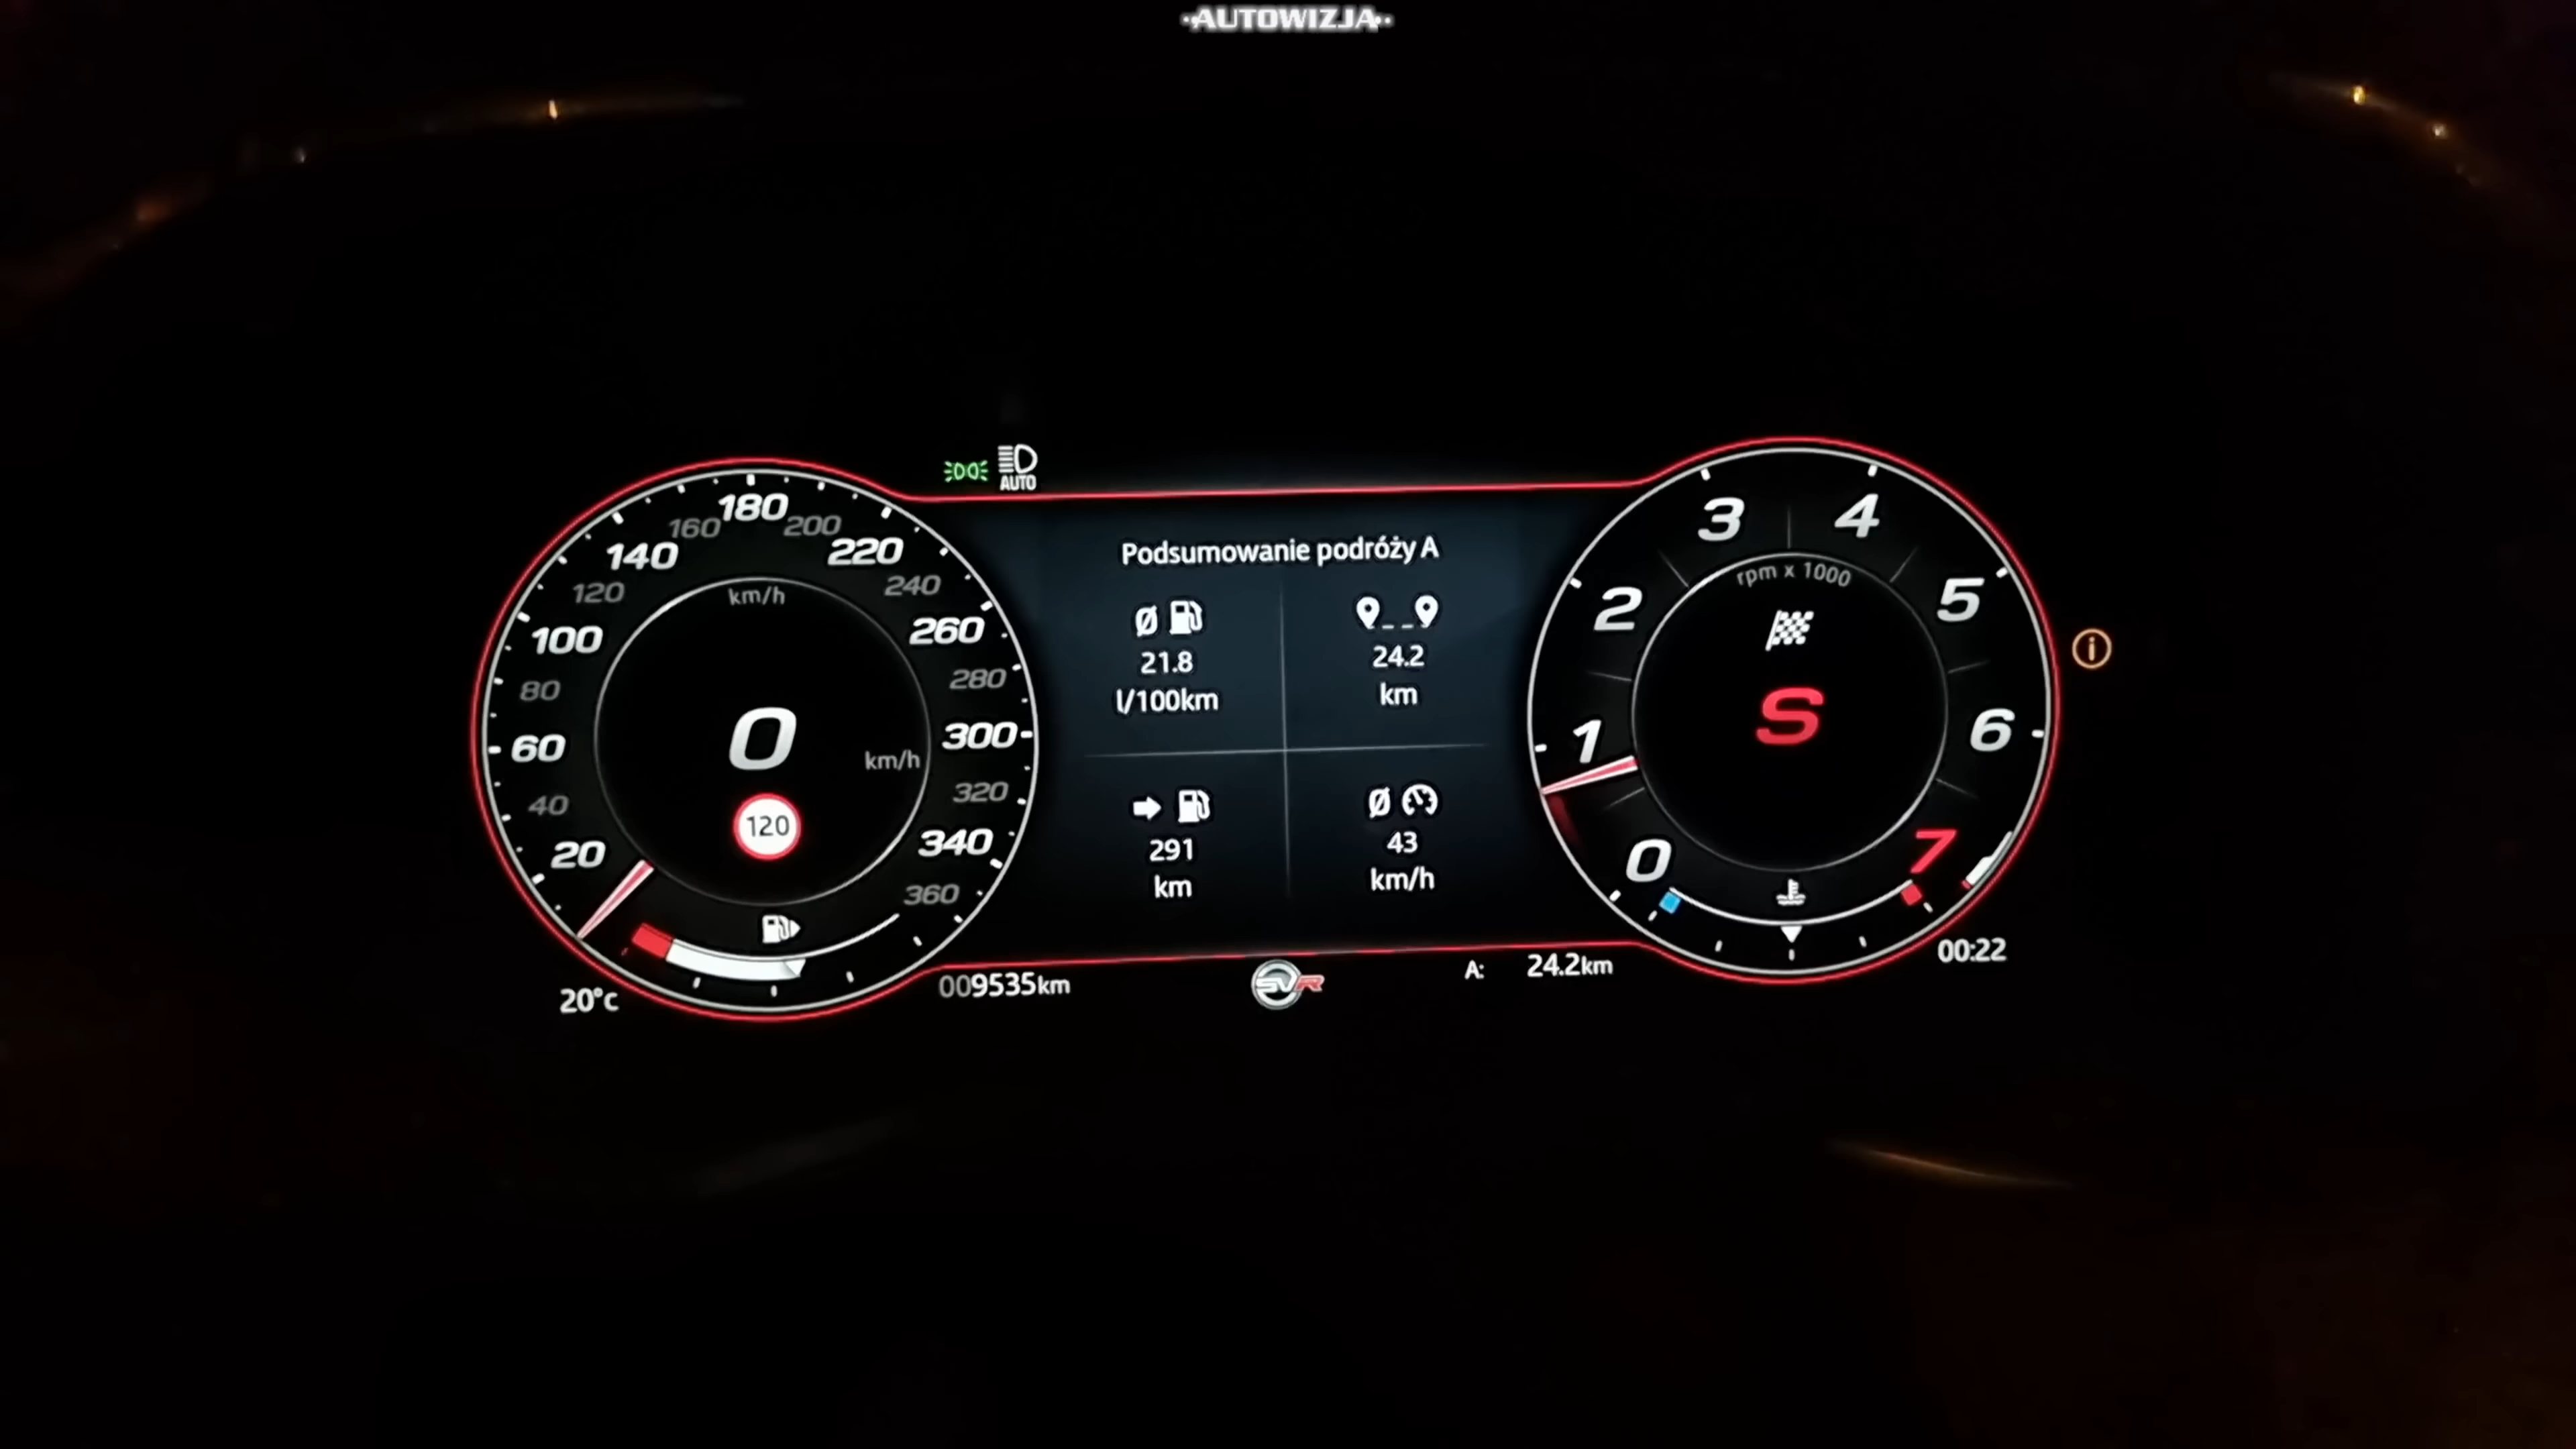 ·AUTOWIZJA·
AUTO
20
40
60
80
100
120
140
160
180
200
220
240
260
280
300
320
340
360
km/h
0
km/h
120
20°C
Podsumowanie podróży A
Ø
21.8
l/100km
24.2
km
291
km
Ø
43
km/h
009535km
SVR
A: 24.2km
0
1
2
3
4
5
6
7
rpm x 1000
S
00:22